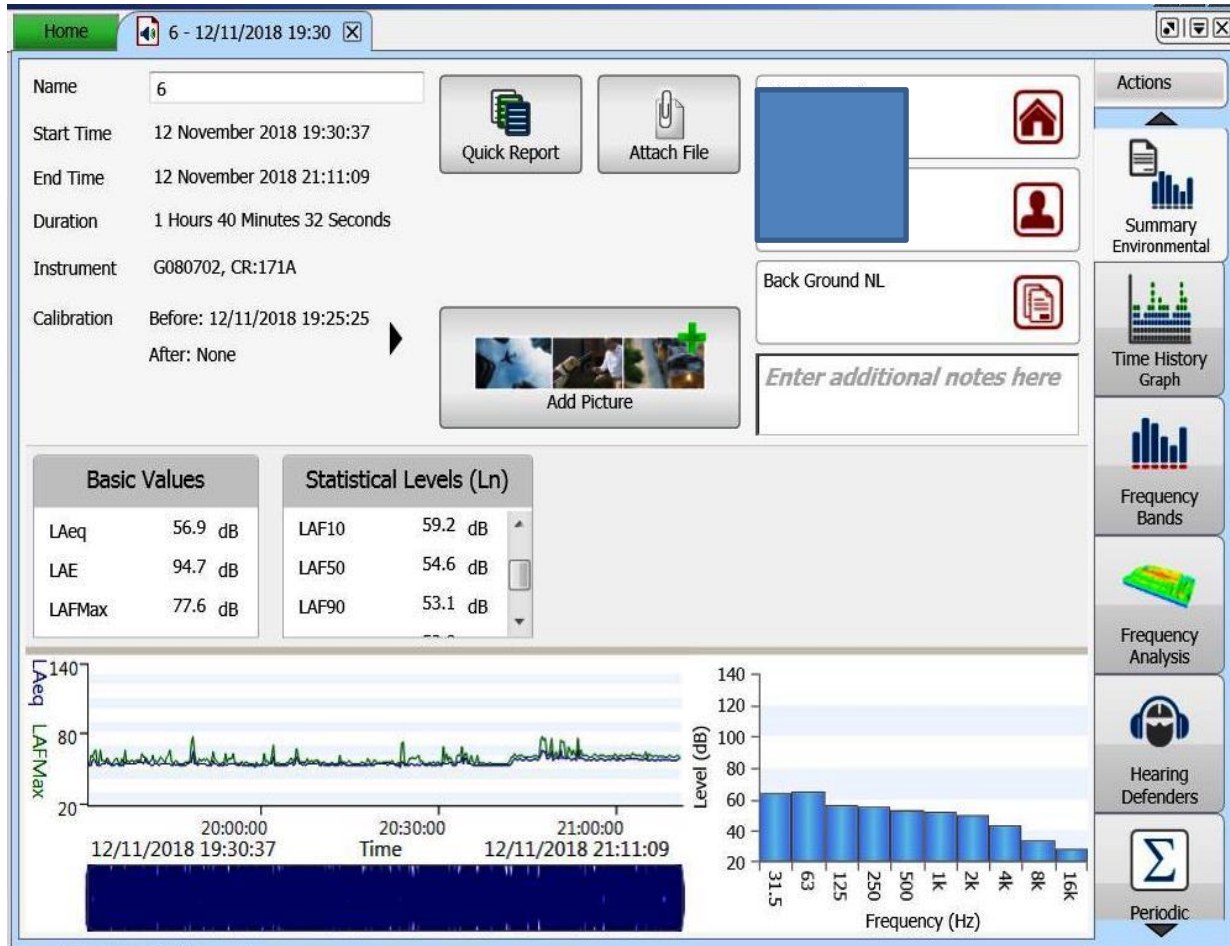 Home
6 - 12/11/2018 19:30
Name 6
Start Time 12 November 2018 19:30:37
End Time 12 November 2018 21:11:09
Duration 1 Hours 40 Minutes 32 Seconds
Instrument G080702, CR:171A
Calibration Before: 12/11/2018 19:25:25
After: None
Quick Report
Attach File
Add Picture
Back Ground NL
Enter additional notes here
Actions
Summary
Environmental
Time History
Graph
Frequency
Bands
Frequency
Analysis
Hearing
Defenders
Σ
Periodic
Basic Values
LAeq 56.9 dB
LAE 94.7 dB
LAFMax 77.6 dB
Statistical Levels (Ln)
LAF10 59.2 dB
LAF50 54.6 dB
LAF90 53.1 dB
LAeq
LAFMax
140
80
20
20:00:00 20:30:00 21:00:00
12/11/2018 19:30:37 Time 12/11/2018 21:11:09
Level (dB)
140
120
100
80
60
40
20
31.5 63 125 250 500 1k 2k 4k 8k 16k
Frequency (Hz)